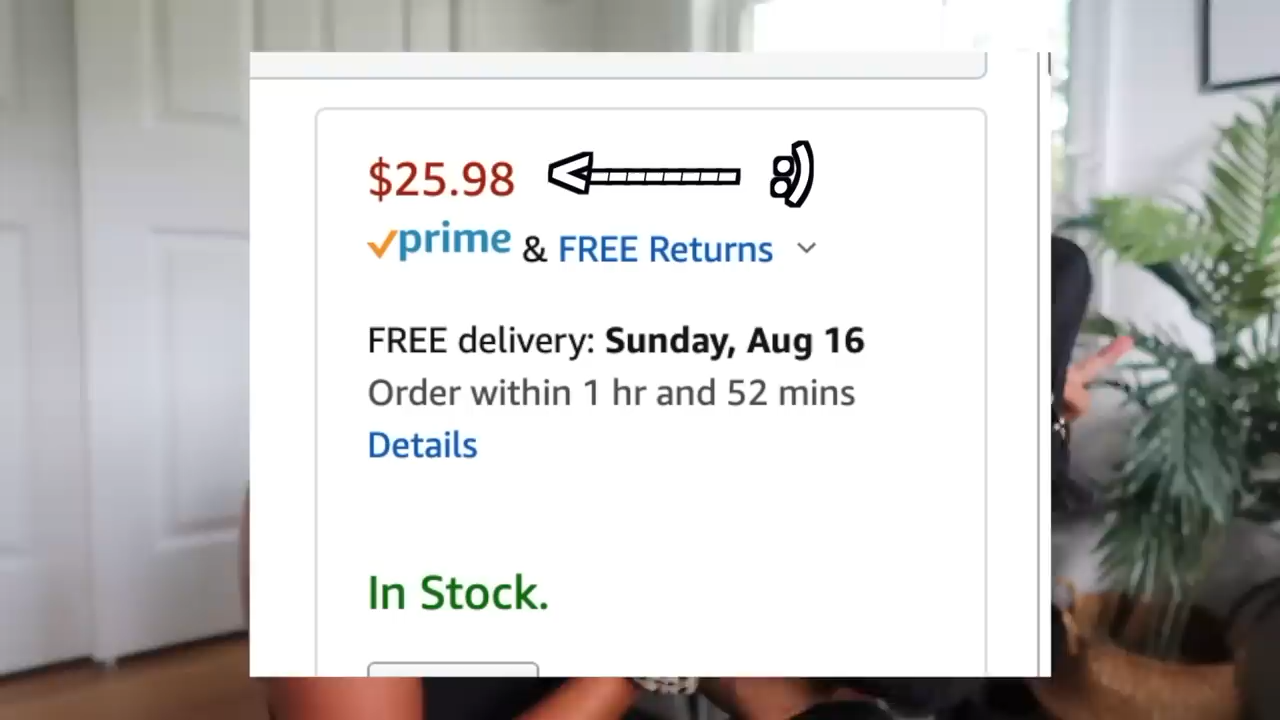 $25.98 <--- :)
prime & FREE Returns
FREE delivery: Sunday, Aug 16
Order within 1 hr and 52 mins
Details
In Stock.